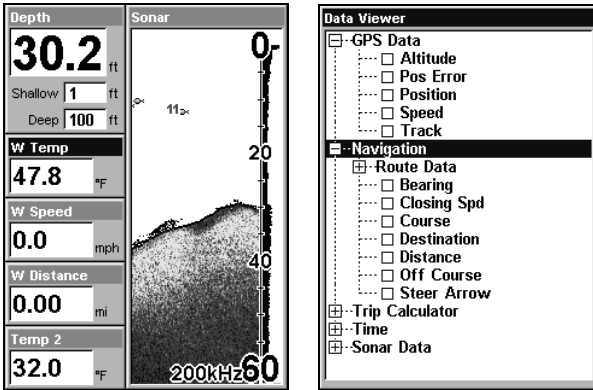 Depth
30.2 ft
Shallow 1 ft
Deep 100 ft
W Temp
47.8 °F
W Speed
0.0 mph
W Distance
0.00 mi
Temp 2
32.0 °F
Sonar
0
11
20
40
200kHz 60
Data Viewer
GPS Data
Altitude
Pos Error
Position
Speed
Track
Navigation
Route Data
Bearing
Closing Spd
Course
Destination
Distance
Off Course
Steer Arrow
Trip Calculator
Time
Sonar Data